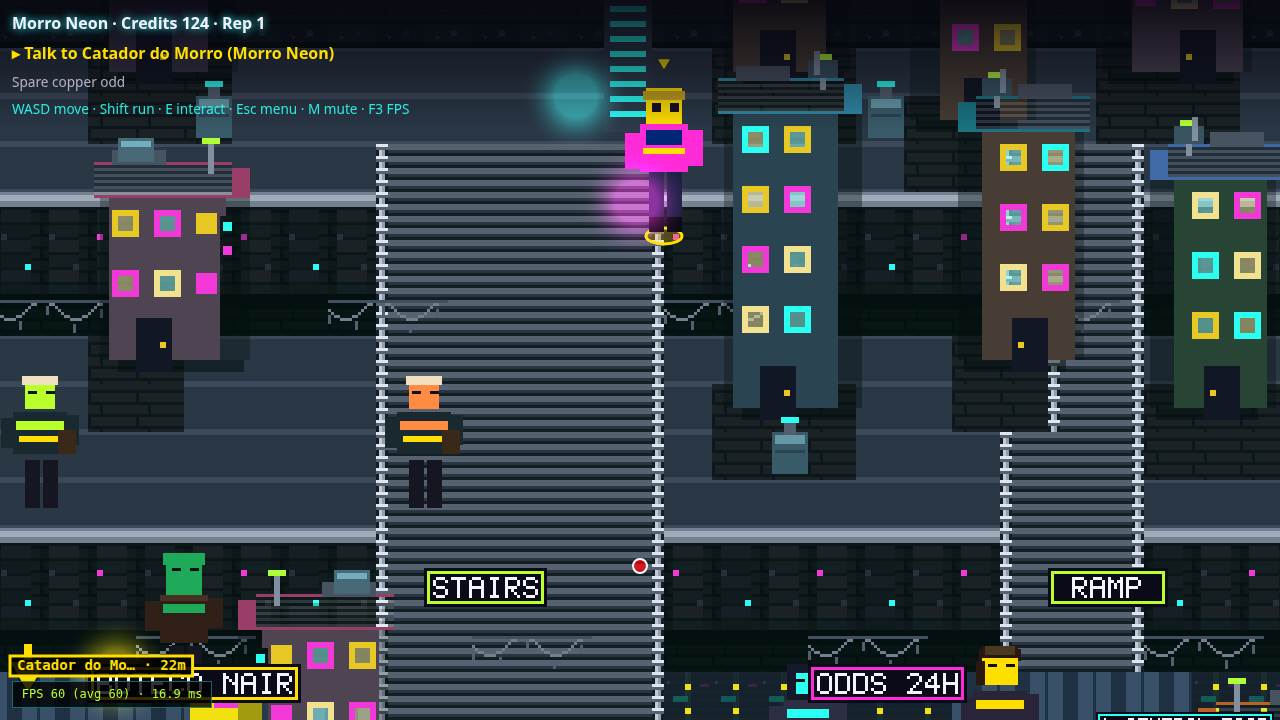 Morro Neon · Credits 124 · Rep 1
▸ Talk to Catador do Morro (Morro Neon)
Spare copper odd
WASD move · Shift run · E interact · Esc menu · M mute · F3 FPS
STAIRS
RAMP
Catador do Mo… · 22m
NAIR
ODDS 24H
FPS 60 (avg 60) · 16.9 ms